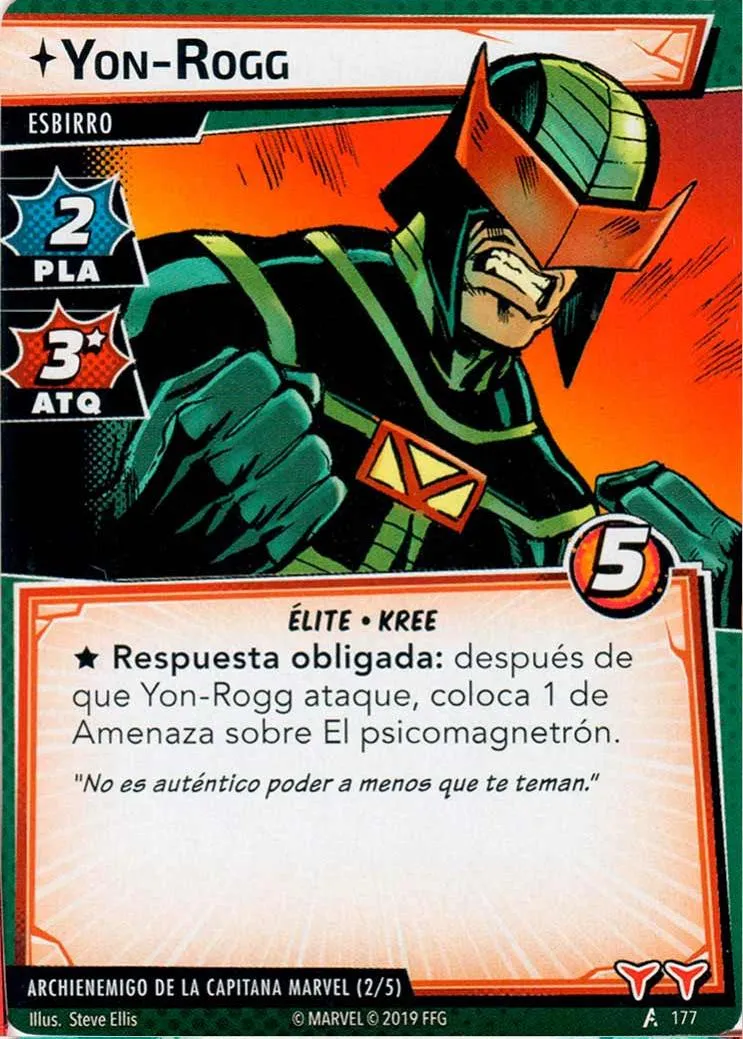 Yon-Rogg
ESBIRRO
2
PLA
3★
ATQ
5
ÉLITE • KREE
★ Respuesta obligada: después de
que Yon-Rogg ataque, coloca 1 de
Amenaza sobre El psicomagnetrón.
"No es auténtico poder a menos que te teman."
ARCHIENEMIGO DE LA CAPITANA MARVEL (2/5)
Illus. Steve Ellis © MARVEL © 2019 FFG 177